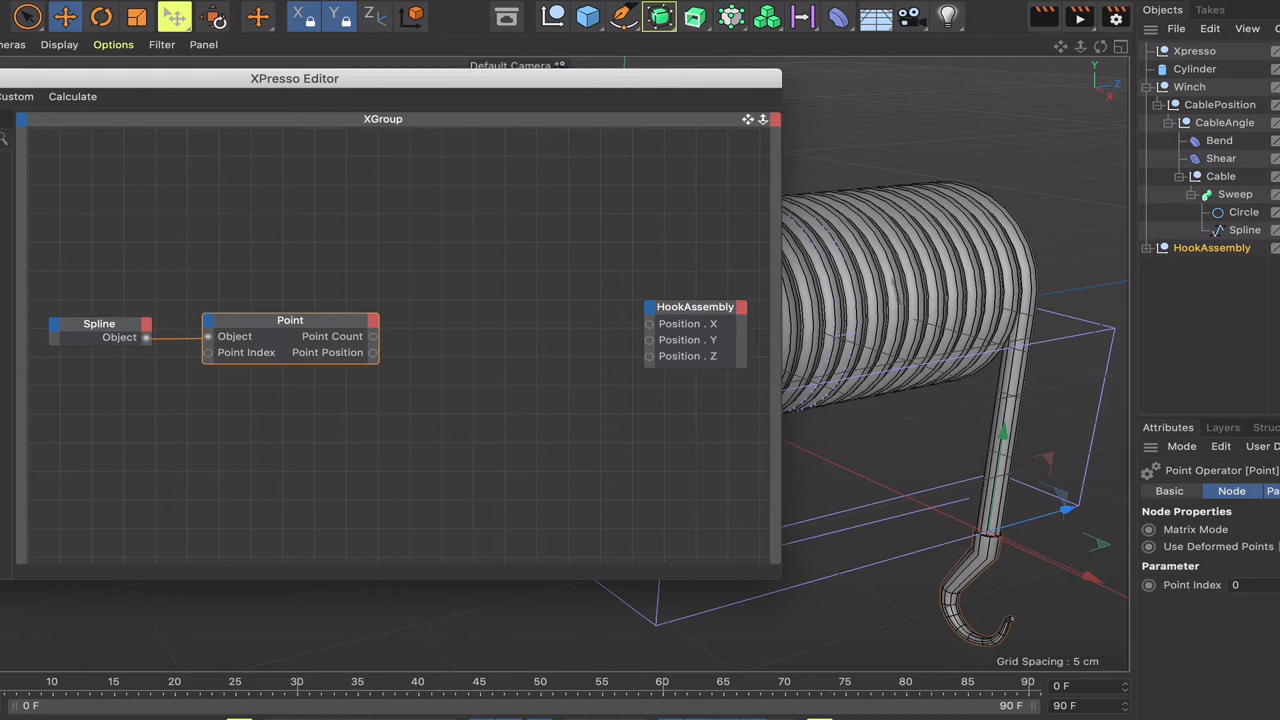 X Y Z
Objects Takes
meras Display Options Filter Panel
File Edit View
Default Camera
XPresso Editor
Custom Calculate
XGroup
Spline
Object
Point
Object Point Count
Point Index Point Position
HookAssembly
Position . X
Position . Y
Position . Z
Y
Z
X
Xpresso
Cylinder
Winch
CablePosition
CableAngle
Bend
Shear
Cable
Sweep
Circle
Spline
HookAssembly
Attributes Layers Struc
Mode Edit User D
Point Operator [Point]
Basic Node Pa
Node Properties
Matrix Mode
Use Deformed Points
Parameter
Point Index 0
Grid Spacing : 5 cm
10 15 20 25 30 35 40 45 50 55 60 65 70 75 80 85 90
0 F
0 F 90 F 90 F